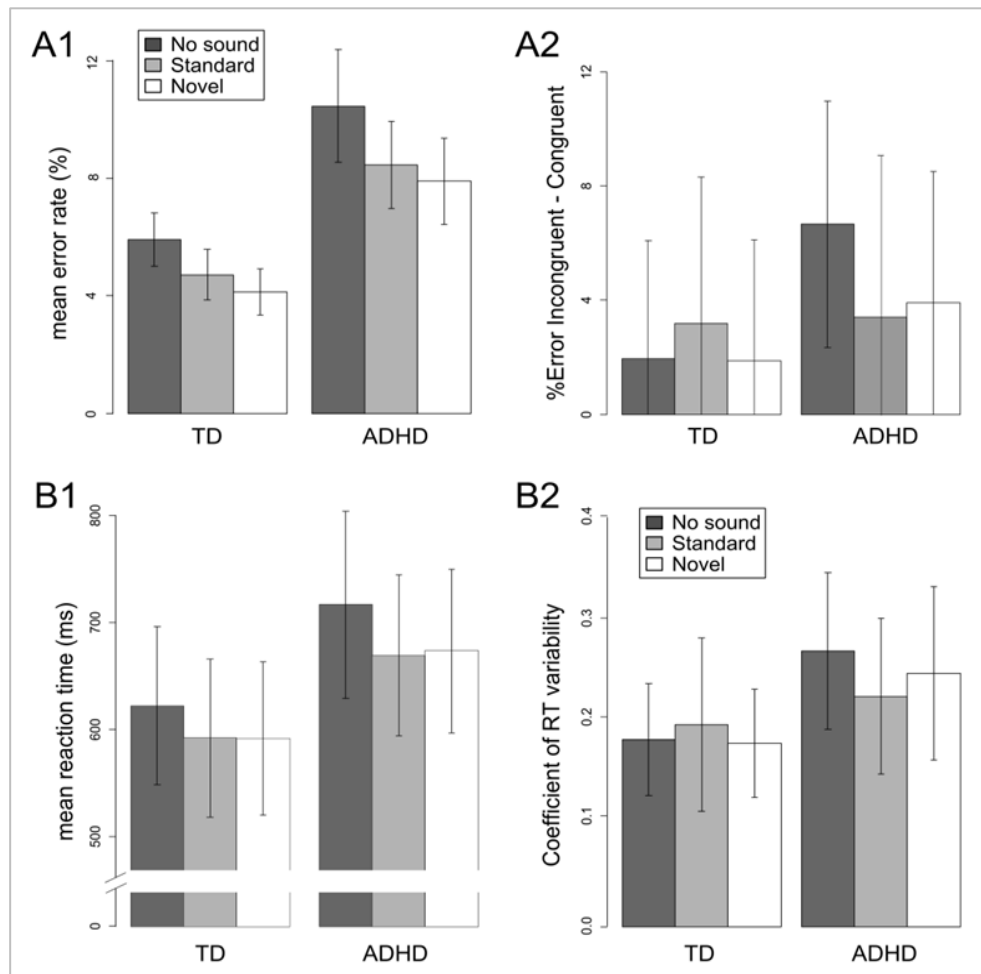 A1
No sound
Standard
Novel
mean error rate (%)
12
8
4
0
TD
ADHD
A2
%Error Incongruent - Congruent
12
8
4
0
TD
ADHD
B1
mean reaction time (ms)
800
700
600
500
0
TD
ADHD
B2
No sound
Standard
Novel
Coefficient of RT variability
0.4
0.3
0.2
0.1
0.0
TD
ADHD